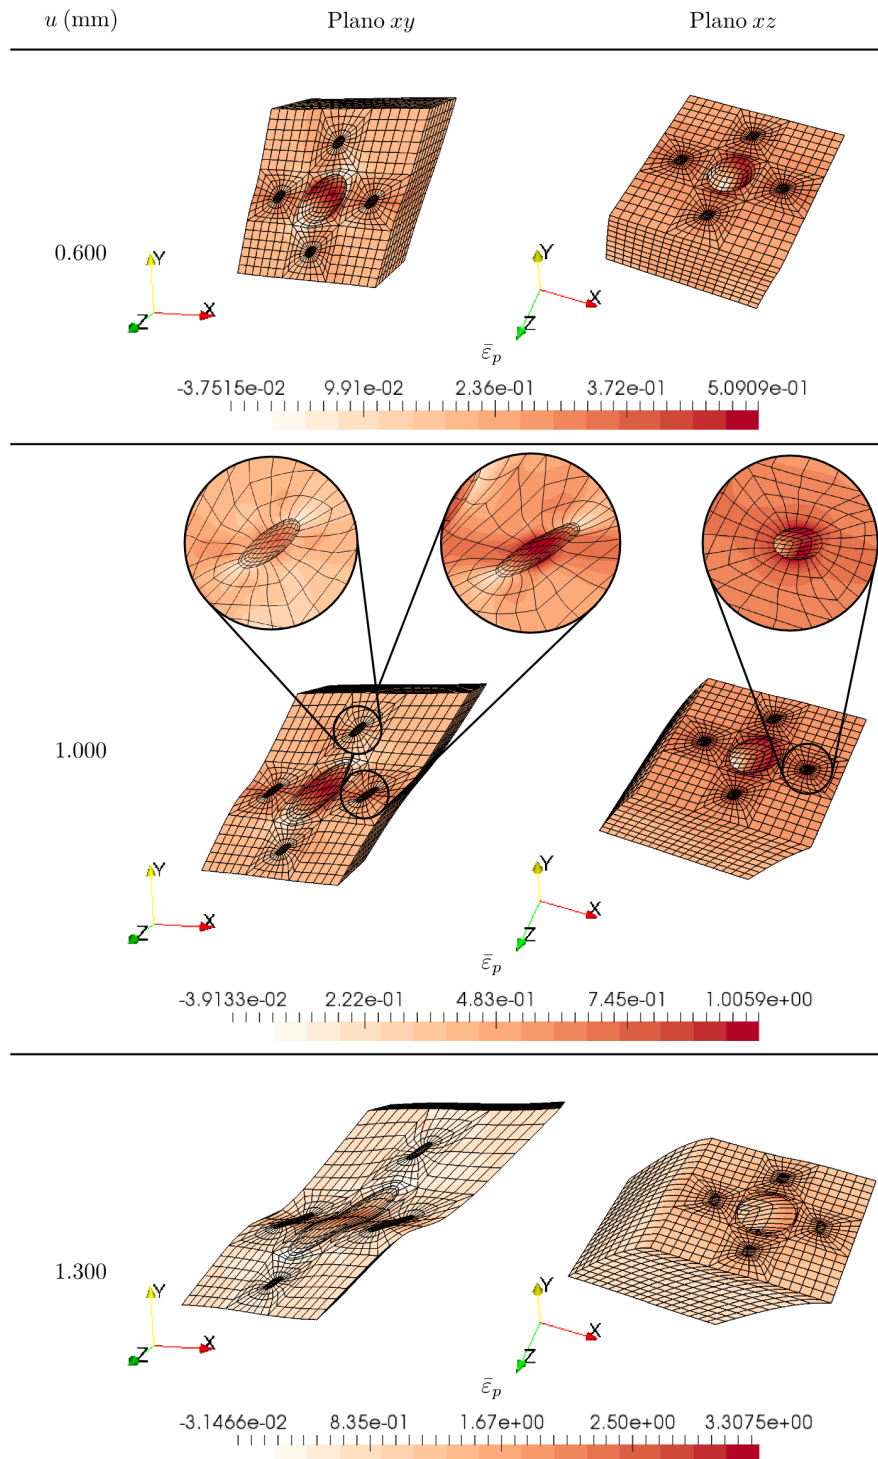 u (mm) Plano xy Plano xz
0.600
Y
X
Z
Y
X
Z
ε̄p
-3.7515e-02 9.91e-02 2.36e-01 3.72e-01 5.0909e-01
1.000
Y
X
Z
Y
X
Z
ε̄p
-3.9133e-02 2.22e-01 4.83e-01 7.45e-01 1.0059e+00
1.300
Y
X
Z
Y
X
Z
ε̄p
-3.1466e-02 8.35e-01 1.67e+00 2.50e+00 3.3075e+00